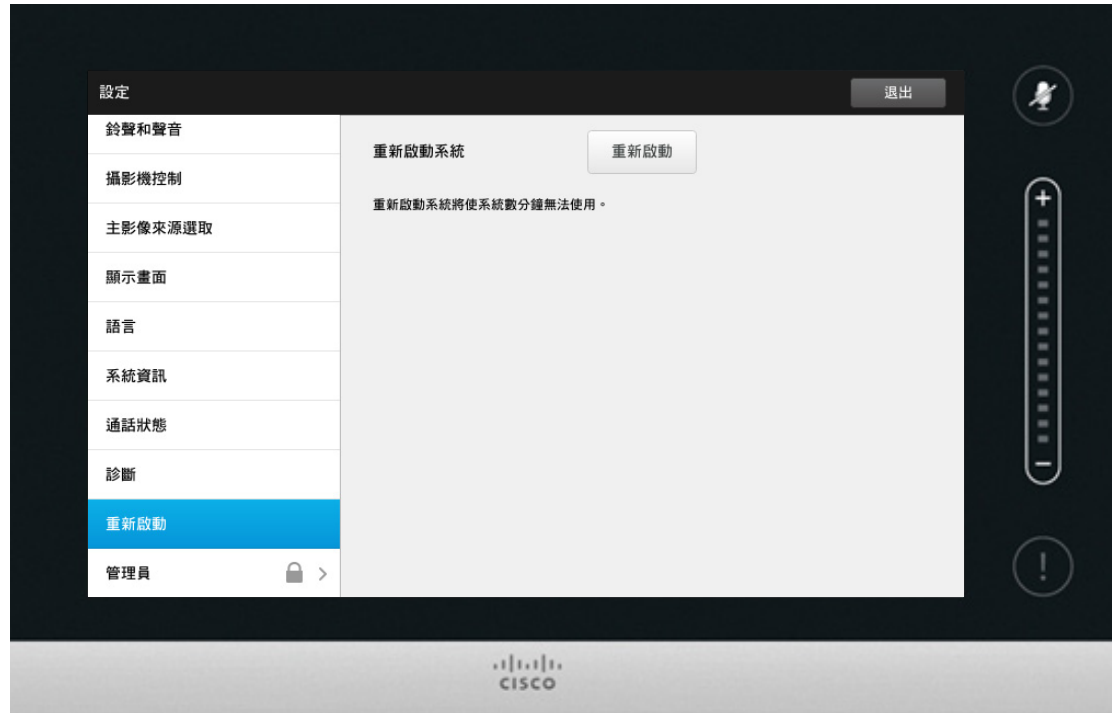 設定
退出
鈴聲和聲音
攝影機控制
主影像來源選取
顯示畫面
語言
系統資訊
通話狀態
診斷
重新啟動
管理員
重新啟動系統
重新啟動
重新啟動系統將使系統數分鐘無法使用。
CISCO